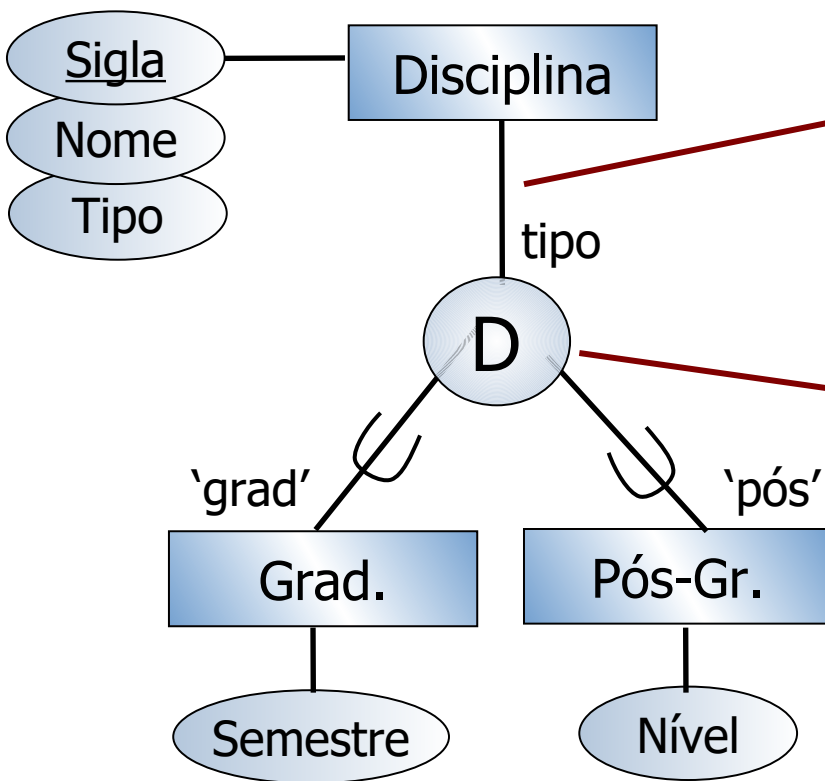 Sigla
Disciplina
Nome
Tipo
tipo
D
‘grad’
‘pós’
Grad.
Pós-Gr.
Semestre
Nível